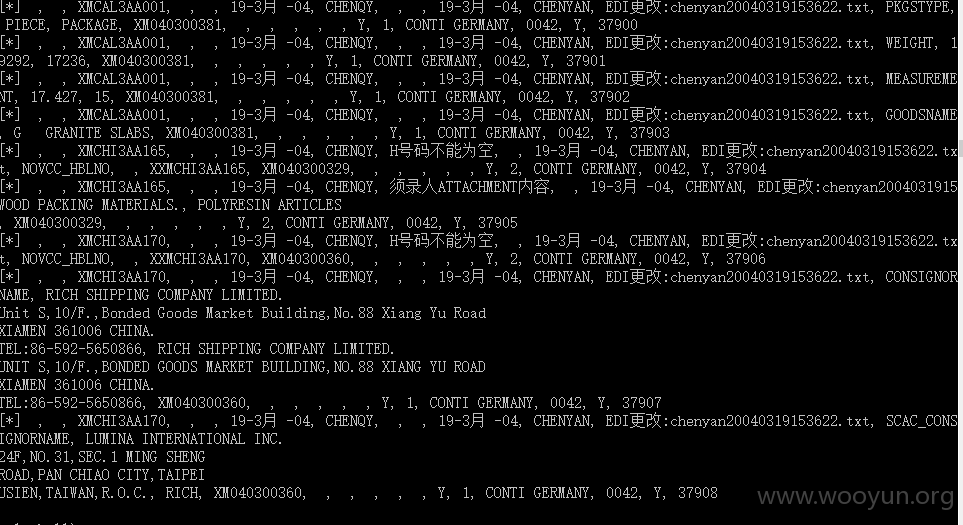 [*] , , XMCAL3AA001, , , 19-3月 -04, CHENQY, , , 19-3月 -04, CHENYAN, EDI更改:chenyan20040319153622.txt, PKGSTYPE,
PIECE, PACKAGE, XM040300381, , , , , , Y, 1, CONTI GERMANY, 0042, Y, 37900
[*] , , XMCAL3AA001, , , 19-3月 -04, CHENQY, , , 19-3月 -04, CHENYAN, EDI更改:chenyan20040319153622.txt, WEIGHT, 1
9292, 17236, XM040300381, , , , , , Y, 1, CONTI GERMANY, 0042, Y, 37901
[*] , , XMCAL3AA001, , , 19-3月 -04, CHENQY, , , 19-3月 -04, CHENYAN, EDI更改:chenyan20040319153622.txt, MEASUREME
NT, 17.427, 15, XM040300381, , , , , , Y, 1, CONTI GERMANY, 0042, Y, 37902
[*] , , XMCAL3AA001, , , 19-3月 -04, CHENQY, , , 19-3月 -04, CHENYAN, EDI更改:chenyan20040319153622.txt, GOODSNAME
, G GRANITE SLABS, XM040300381, , , , , , Y, 1, CONTI GERMANY, 0042, Y, 37903
[*] , , XMCHI3AA165, , , 19-3月 -04, CHENQY, H号码不能为空, , 19-3月 -04, CHENYAN, EDI更改:chenyan20040319153622.tx
t, NOVCC_HBLNO, , XXMCHI3AA165, XM040300329, , , , , , Y, 2, CONTI GERMANY, 0042, Y, 37904
[*] , , XMCHI3AA165, , , 19-3月 -04, CHENQY, 须录入ATTACHMENT内容, , 19-3月 -04, CHENYAN, EDI更改:chenyan2004031915
WOOD PACKING MATERIALS., POLYRESIN ARTICLES
, XM040300329, , , , , , Y, 2, CONTI GERMANY, 0042, Y, 37905
[*] , , XMCHI3AA170, , , 19-3月 -04, CHENQY, H号码不能为空, , 19-3月 -04, CHENYAN, EDI更改:chenyan20040319153622.tx
t, NOVCC_HBLNO, , XXMCHI3AA170, XM040300360, , , , , , Y, 2, CONTI GERMANY, 0042, Y, 37906
[*] , , XMCHI3AA170, , , 19-3月 -04, CHENQY, , , 19-3月 -04, CHENYAN, EDI更改:chenyan20040319153622.txt, CONSIGNOR
NAME, RICH SHIPPING COMPANY LIMITED.
Unit S,10/F.,Bonded Goods Market Building,No.88 Xiang Yu Road
XIAMEN 361006 CHINA.
TEL:86-592-5650866, RICH SHIPPING COMPANY LIMITED.
UNIT S,10/F.,BONDED GOODS MARKET BUILDING,NO.88 XIANG YU ROAD
XIAMEN 361006 CHINA.
TEL:86-592-5650866, XM040300360, , , , , , Y, 1, CONTI GERMANY, 0042, Y, 37907
[*] , , XMCHI3AA170, , , 19-3月 -04, CHENQY, , , 19-3月 -04, CHENYAN, EDI更改:chenyan20040319153622.txt, SCAC_CONS
IGNORNAME, LUMINA INTERNATIONAL INC.
24F,NO.31,SEC.1 MING SHENG
ROAD,PAN CHIAO CITY,TAIPEI
USIEN,TAIWAN,R.O.C., RICH, XM040300360, , , , , , Y, 1, CONTI GERMANY, 0042, Y, 37908
www.wooyun.org